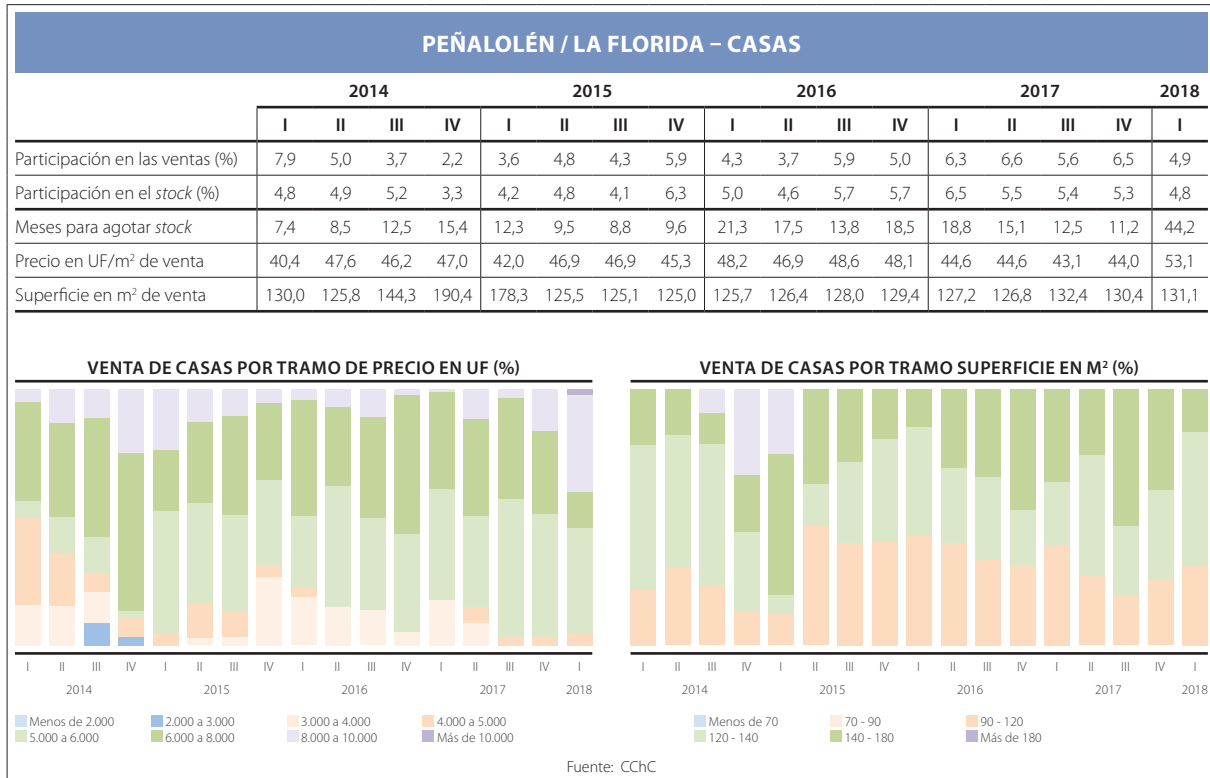 PEÑALOLÉN / LA FLORIDA – CASAS
2014 2015 2016 2017 2018
I II III IV I II III IV I II III IV I II III IV I
Participación en las ventas (%) 7,9 5,0 3,7 2,2 3,6 4,8 4,3 5,9 4,3 3,7 5,9 5,0 6,3 6,6 5,6 6,5 4,9
Participación en el stock (%) 4,8 4,9 5,2 3,3 4,2 4,8 4,1 6,3 5,0 4,6 5,7 5,7 6,5 5,5 5,4 5,3 4,8
Meses para agotar stock 7,4 8,5 12,5 15,4 12,3 9,5 8,8 9,6 21,3 17,5 13,8 18,5 18,8 15,1 12,5 11,2 44,2
Precio en UF/m² de venta 40,4 47,6 46,2 47,0 42,0 46,9 46,9 45,3 48,2 46,9 48,6 48,1 44,6 44,6 43,1 44,0 53,1
Superficie en m² de venta 130,0 125,8 144,3 190,4 178,3 125,5 125,1 125,0 125,7 126,4 128,0 129,4 127,2 126,8 132,4 130,4 131,1
VENTA DE CASAS POR TRAMO DE PRECIO EN UF (%)
I II III IV I II III IV I II III IV I II III IV I
2014 2015 2016 2017 2018
Menos de 2.000 2.000 a 3.000 3.000 a 4.000 4.000 a 5.000
5.000 a 6.000 6.000 a 8.000 8.000 a 10.000 Más de 10.000
VENTA DE CASAS POR TRAMO SUPERFICIE EN M² (%)
I II III IV I II III IV I II III IV I II III IV I
2014 2015 2016 2017 2018
Menos de 70 70 - 90 90 - 120
120 - 140 140 - 180 Más de 180
Fuente: CChC